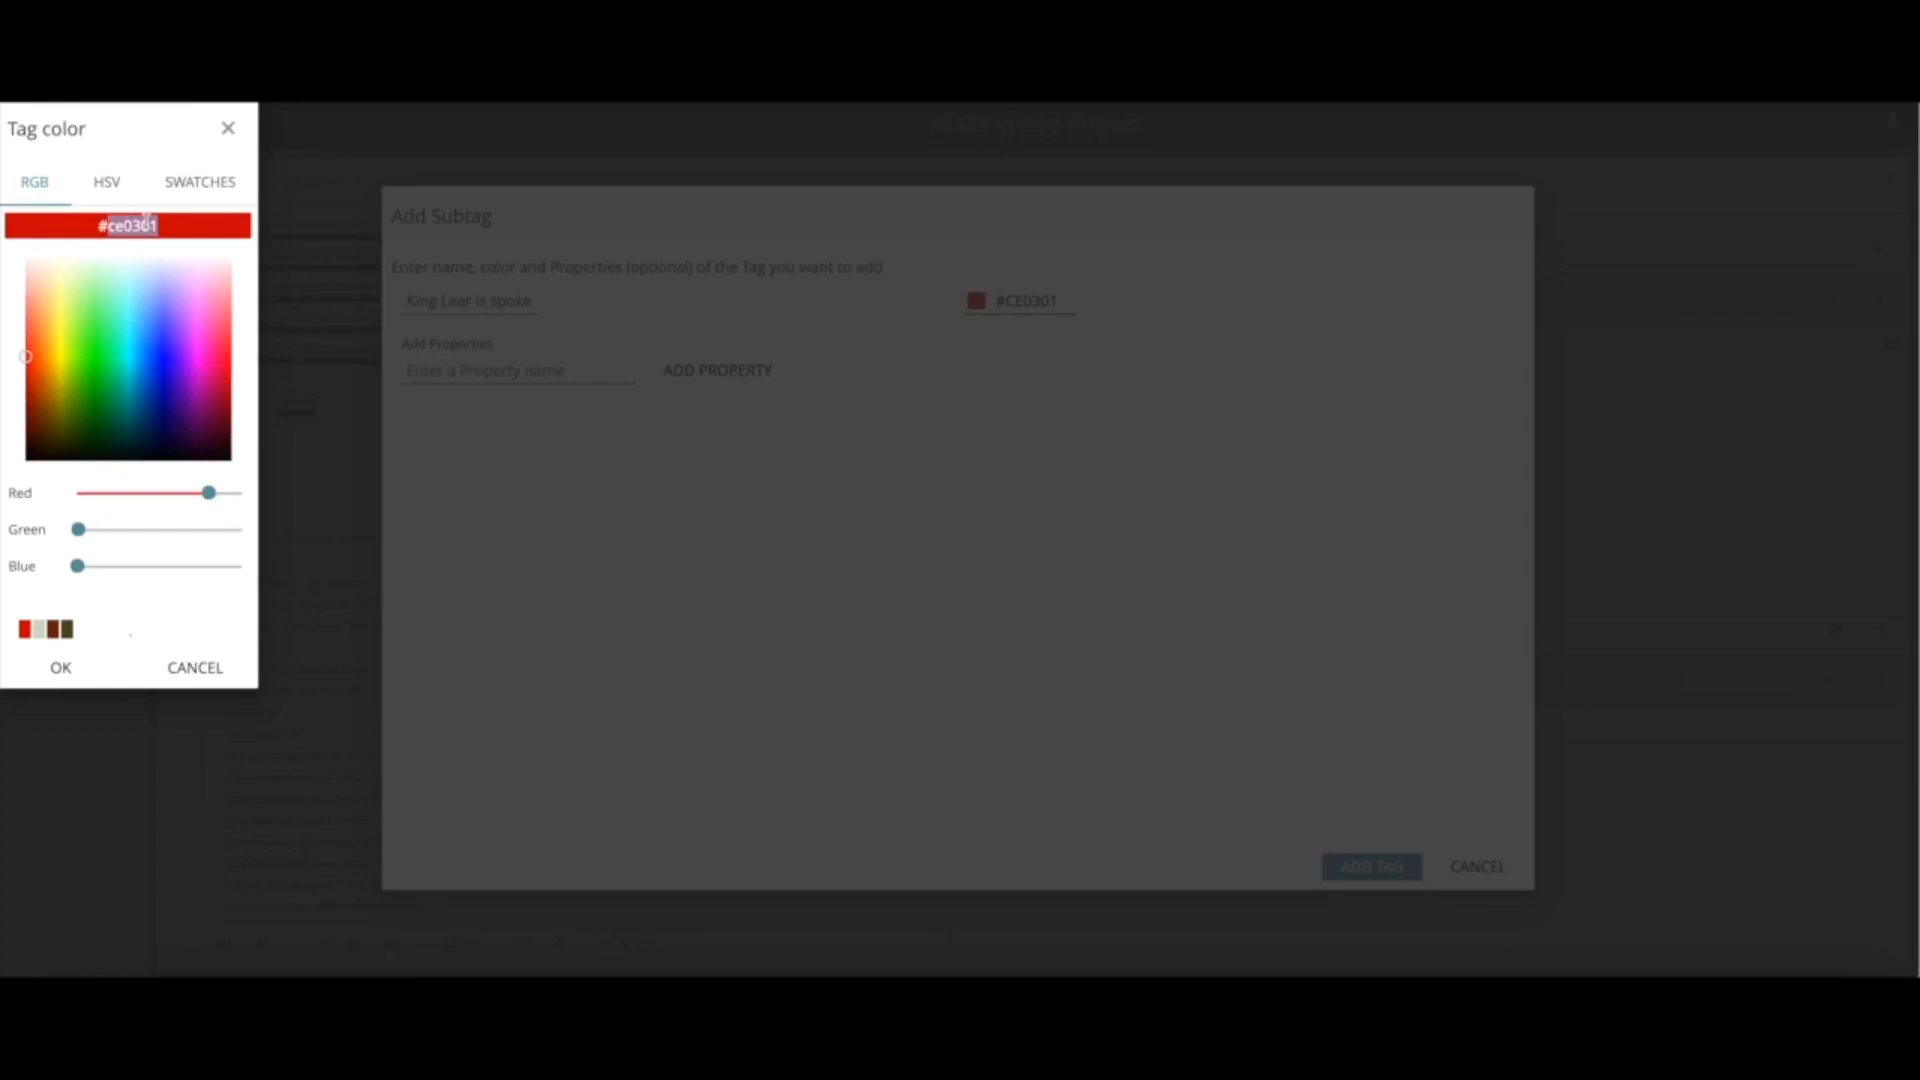 Tag color
RGB HSV SWATCHES
#ce0301
Red
Green
Blue
OK CANCEL
Add Subtag
Enter name, color and Properties (optional) of the Tag you want to add
King Lear is spoke #CE0301
Add Properties
Enter a Property name ADD PROPERTY
ADD TAG CANCEL